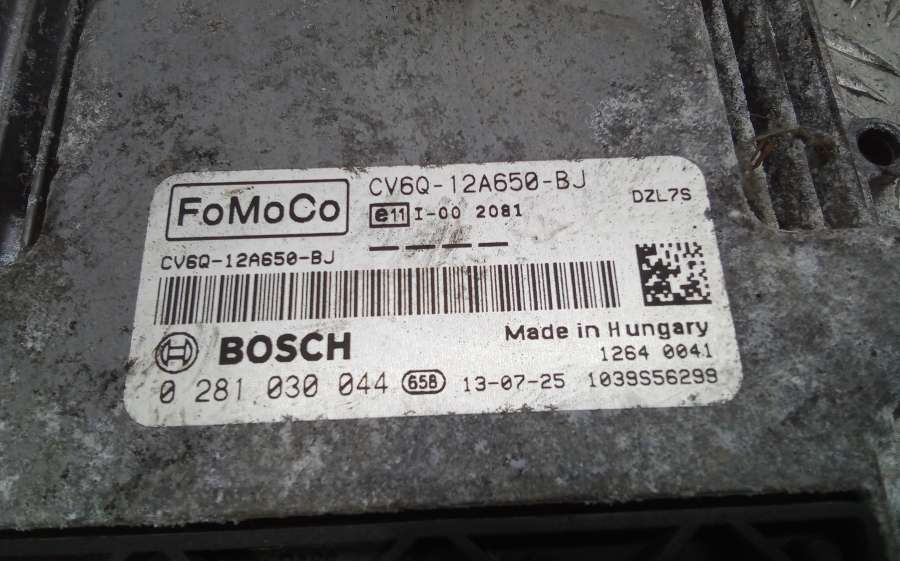 FoMoCo
CV6Q-12A650-BJ
DZL7S
e11 I-00 2081
CV6Q-12A650-BJ
BOSCH
Made in Hungary
1264 0041
0 281 030 044 658 13-07-25 1039S56299